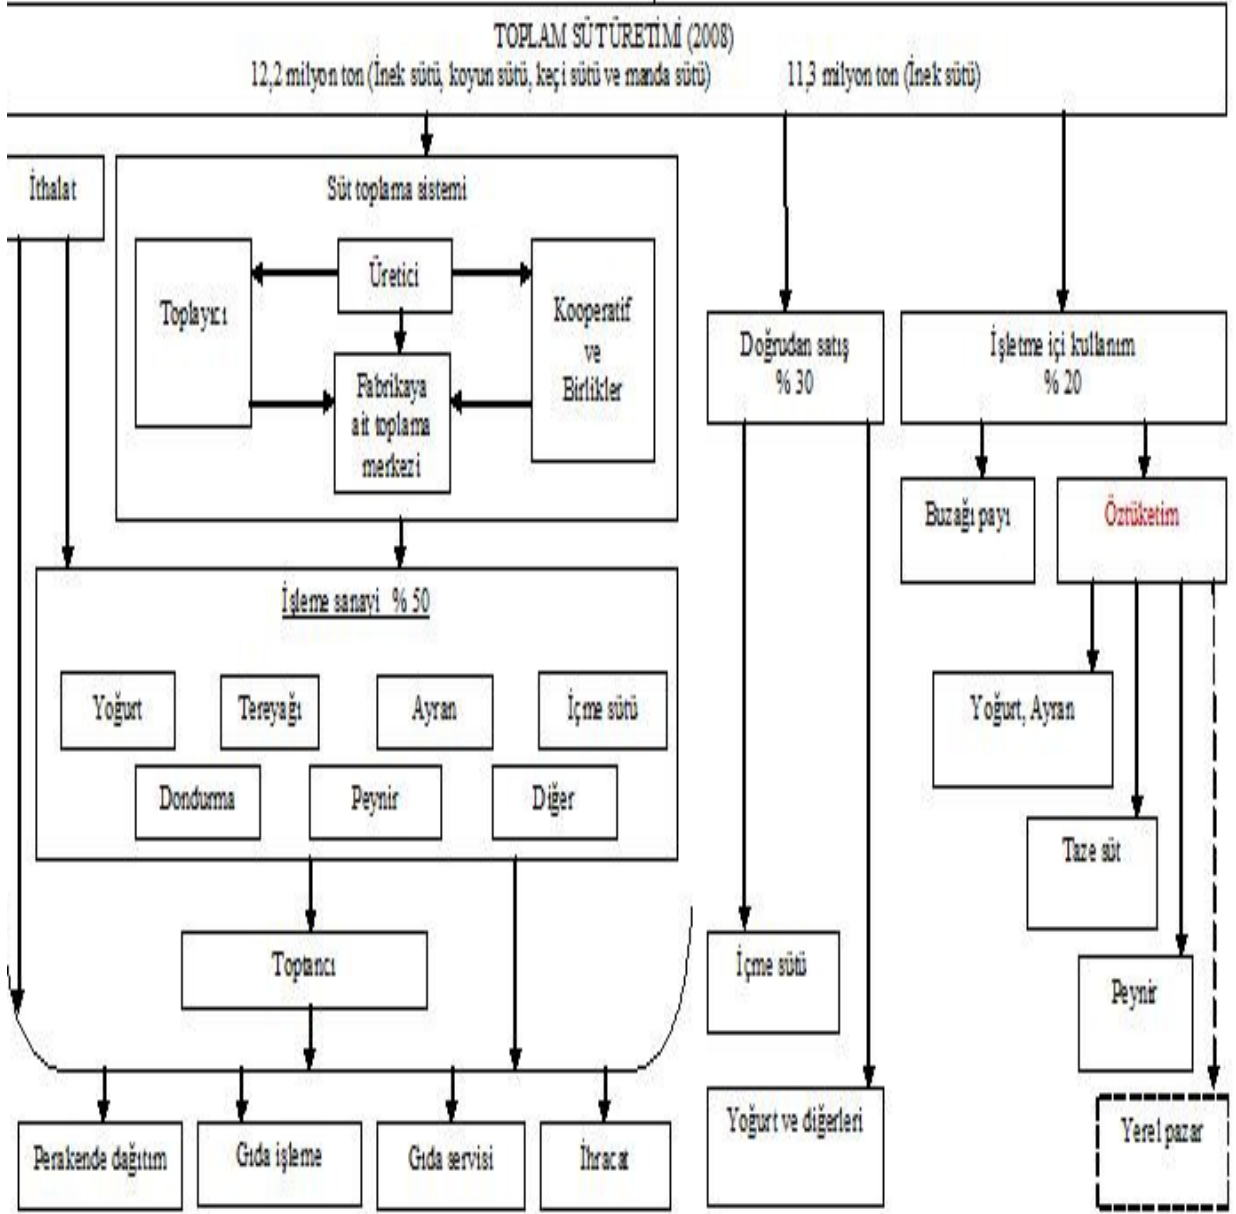 TOPLAM SÜT ÜRETİMİ (2008)
12,2 milyon ton (İnek sütü, koyun sütü, keçi sütü ve manda sütü) 11,3 milyon ton (İnek sütü)
İthalat
Süt toplama sistemi
Toplayıcı
Üretici
Kooperatif
ve
Birlikler
Fabrikaya
ait toplama
merkezi
Doğrudan satış
% 30
İşletme içi kullanım
% 20
Buzağı payı
Öztüketim
İşleme sanayi % 50
Yoğurt
Tereyağı
Ayran
İçme sütü
Dondurma
Peynir
Diğer
Yoğurt, Ayran
Taze süt
Toptancı
İçme sütü
Peynir
Yoğurt ve diğerleri
Yerel pazar
Perakende dağıtım
Gıda işleme
Gıda servisi
İhracat